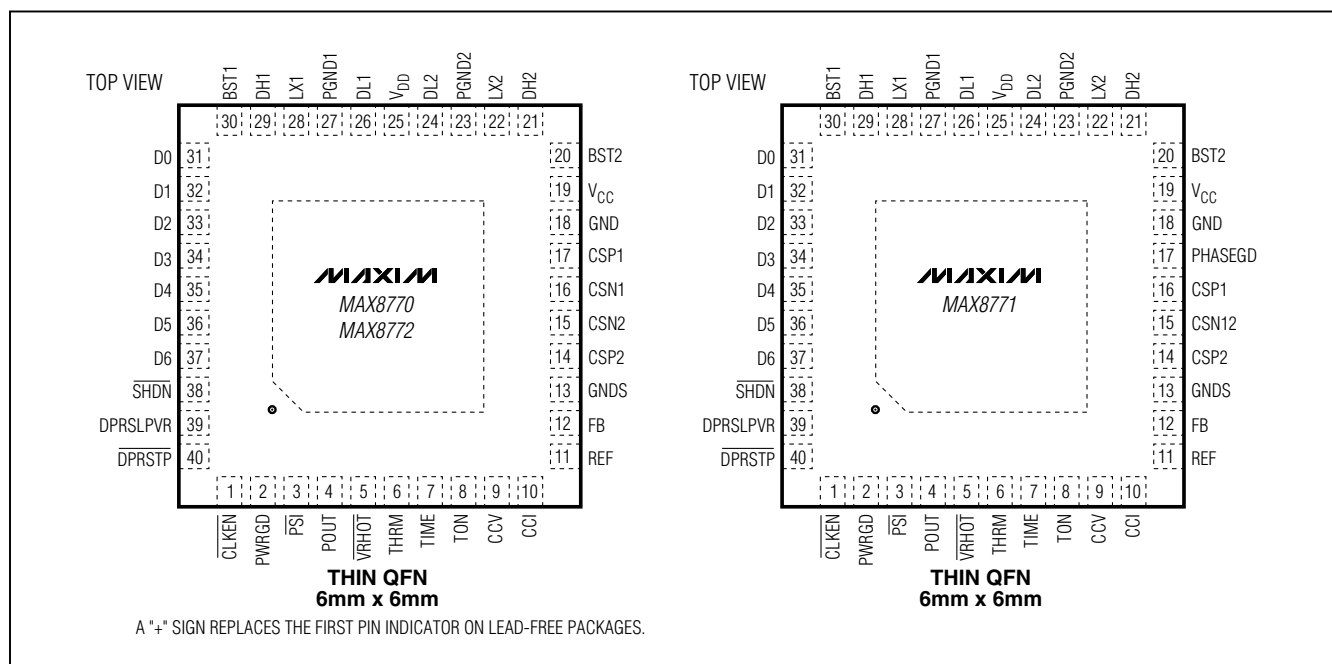 TOP VIEW
BST1
DH1
LX1
PGND1
DL1
VDD
DL2
PGND2
LX2
DH2
30 29 28 27 26 25 24 23 22 21
D0 31
D1 32
D2 33
D3 34
D4 35
D5 36
D6 37
SHDN 38
DPRSLPVR 39
DPRSTP 40
20 BST2
19 VCC
18 GND
17 CSP1
16 CSN1
15 CSN2
14 CSP2
13 GNDS
12 FB
11 REF
MAXIM
MAX8770
MAX8772
1 2 3 4 5 6 7 8 9 10
CLKEN
PWRGD
PSI
POUT
VRHOT
THRM
TIME
TON
CCV
CCI
THIN QFN
6mm x 6mm
TOP VIEW
BST1
DH1
LX1
PGND1
DL1
VDD
DL2
PGND2
LX2
DH2
30 29 28 27 26 25 24 23 22 21
D0 31
D1 32
D2 33
D3 34
D4 35
D5 36
D6 37
SHDN 38
DPRSLPVR 39
DPRSTP 40
20 BST2
19 VCC
18 GND
17 PHASEGD
16 CSP1
15 CSN12
14 CSP2
13 GNDS
12 FB
11 REF
MAXIM
MAX8771
1 2 3 4 5 6 7 8 9 10
CLKEN
PWRGD
PSI
POUT
VRHOT
THRM
TIME
TON
CCV
CCI
THIN QFN
6mm x 6mm
A "+" SIGN REPLACES THE FIRST PIN INDICATOR ON LEAD-FREE PACKAGES.